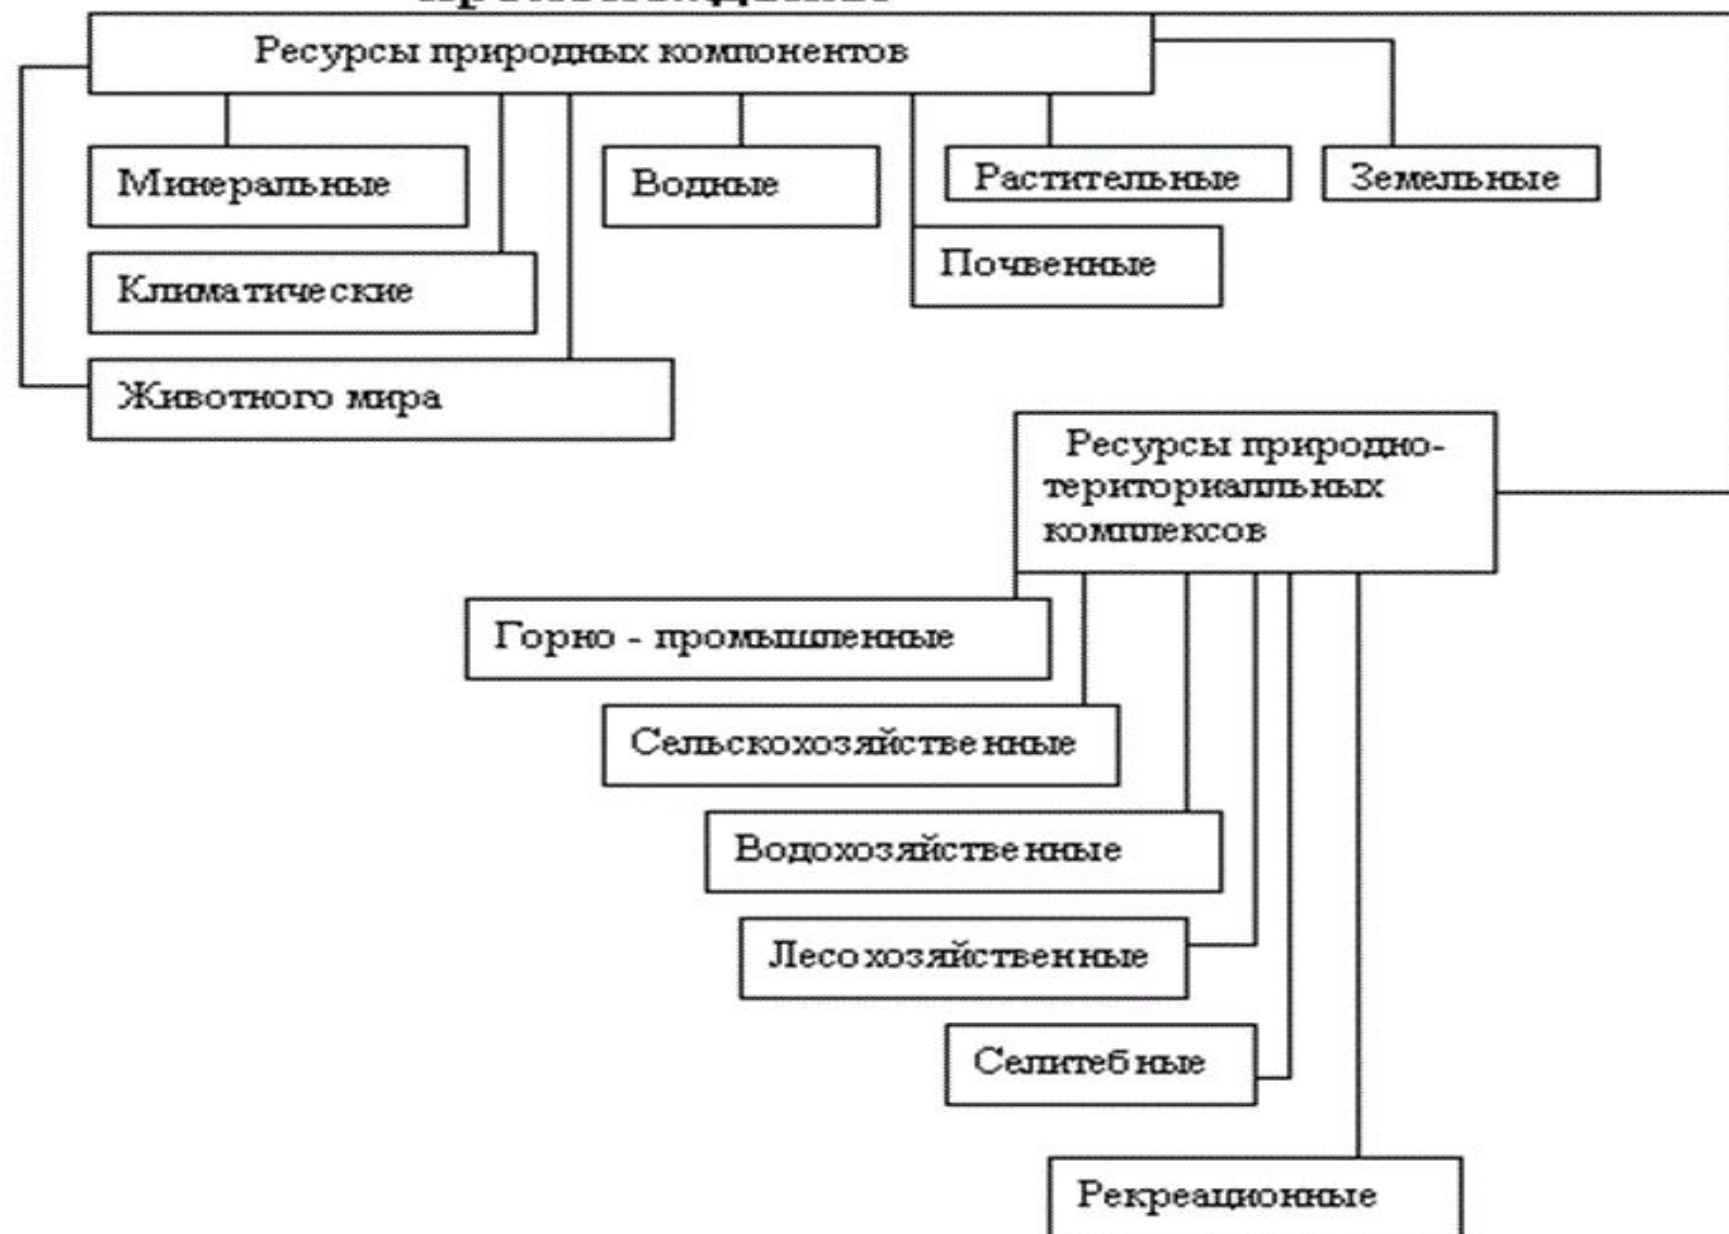 Ресурсы природных компонентов
Минеральные
Водные
Растительные
Земельные
Климатические
Почвенные
Животного мира
Ресурсы природно-
териториалльных
комплексов
Горно - промышленные
Сельскохозяйственные
Водохозяйственные
Лесохозяйственные
Селитебные
Рекреационные